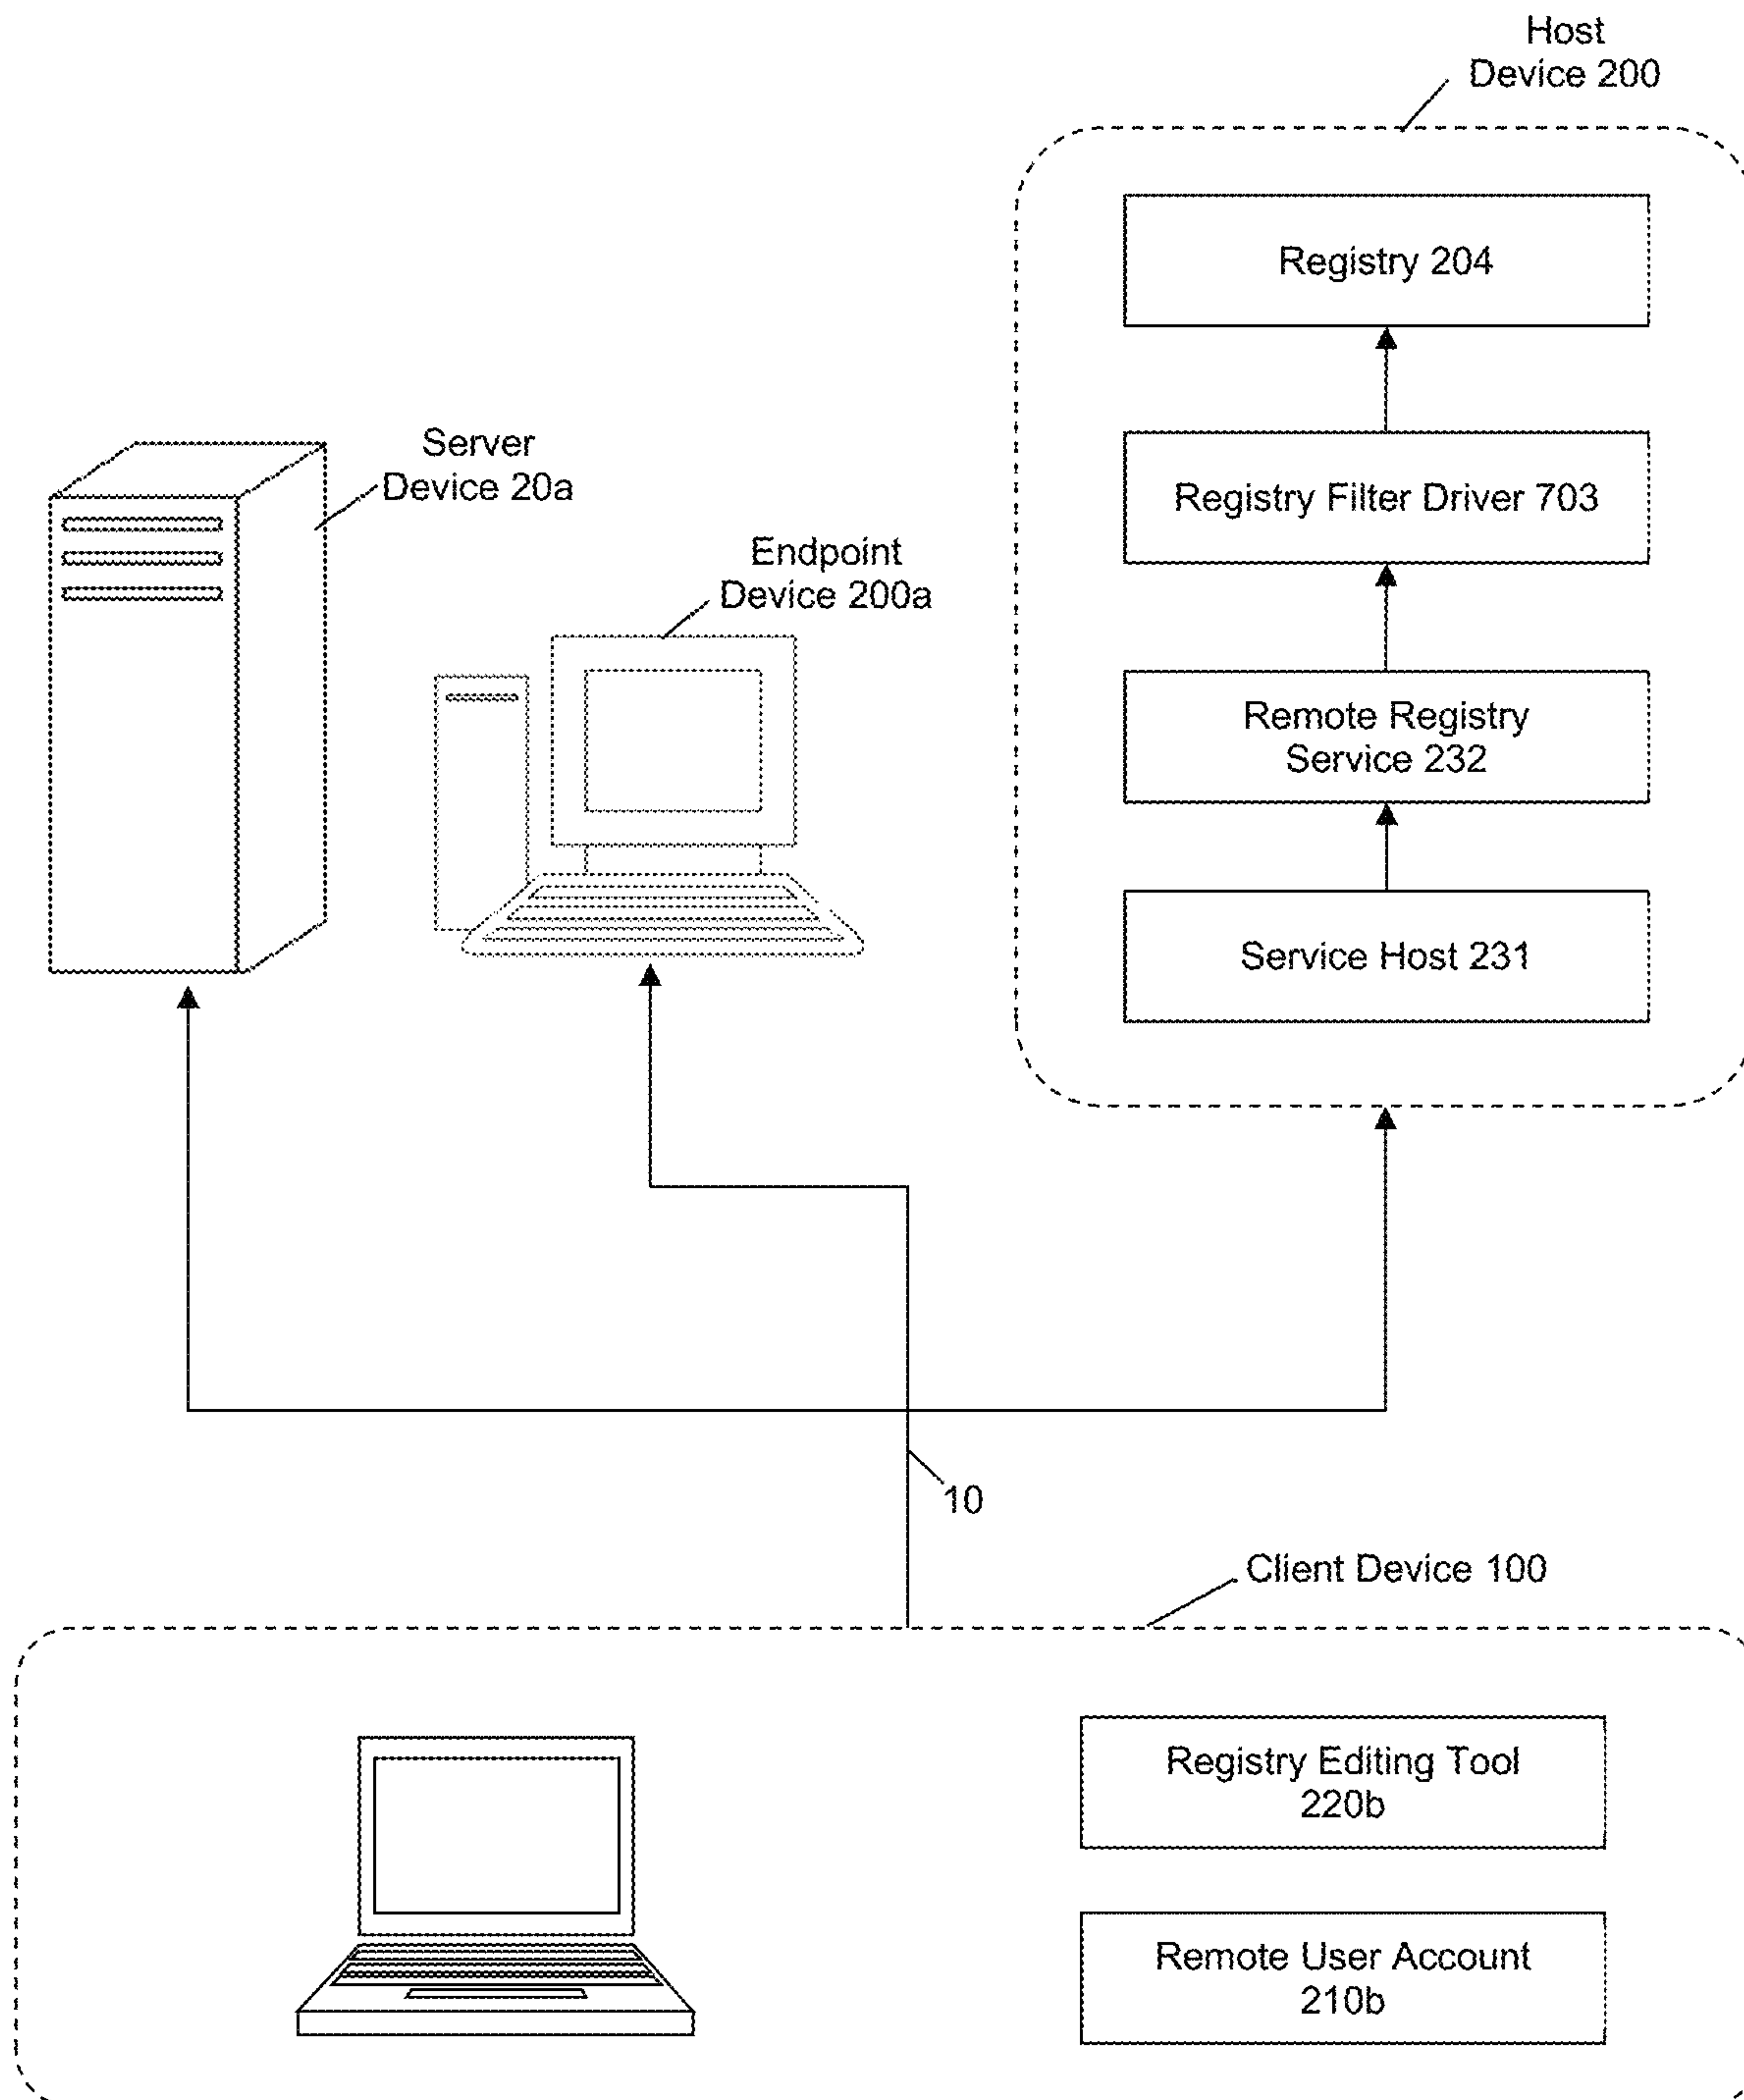 Host
Device 200
Registry 204
Server
Device 20a
Registry Filter Driver 703
Endpoint
Device 200a
Remote Registry
Service 232
Service Host 231
10
Client Device 100
Registry Editing Tool
220b
Remote User Account
210b